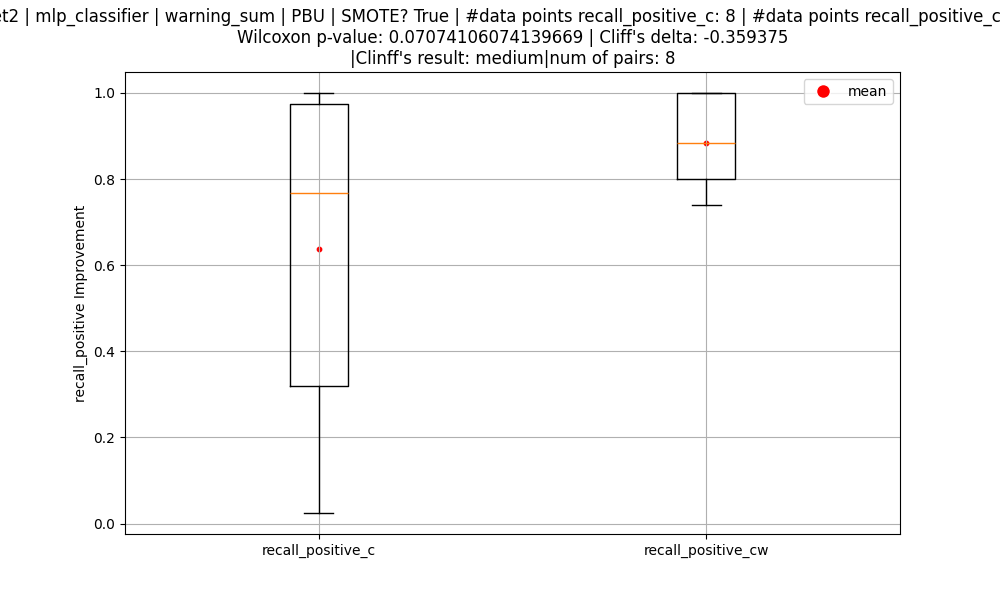 et2 | mlp_classifier | warning_sum | PBU | SMOTE? True | #data points recall_positive_c: 8 | #data points recall_positive_c
Wilcoxon p-value: 0.07074106074139669 | Cliff's delta: -0.359375
|Clinff's result: medium|num of pairs: 8
mean
1.0
0.8
0.6
0.4
0.2
0.0
recall_positive Improvement
recall_positive_c
recall_positive_cw